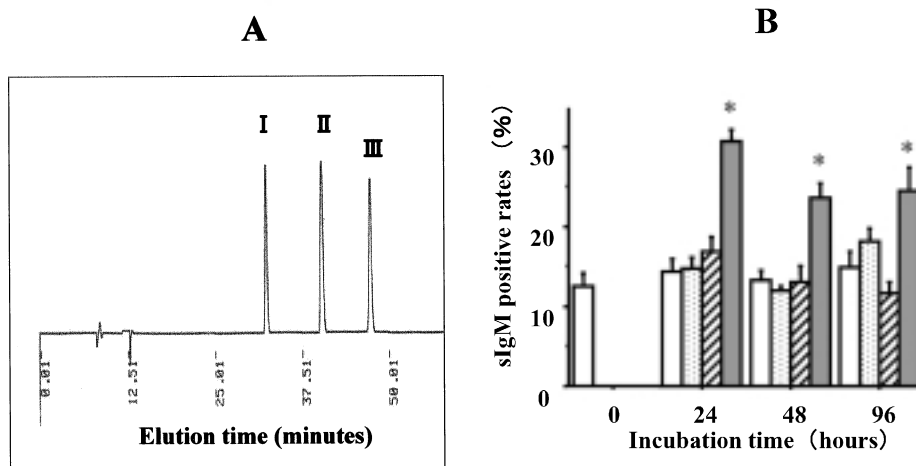 A
I
II
III
0.01
12.51
25.01
37.51
50.01
Elution time (minutes)
B
sIgM positive rates (%)
30
20
10
0
*
*
*
0
24
48
96
Incubation time (hours)